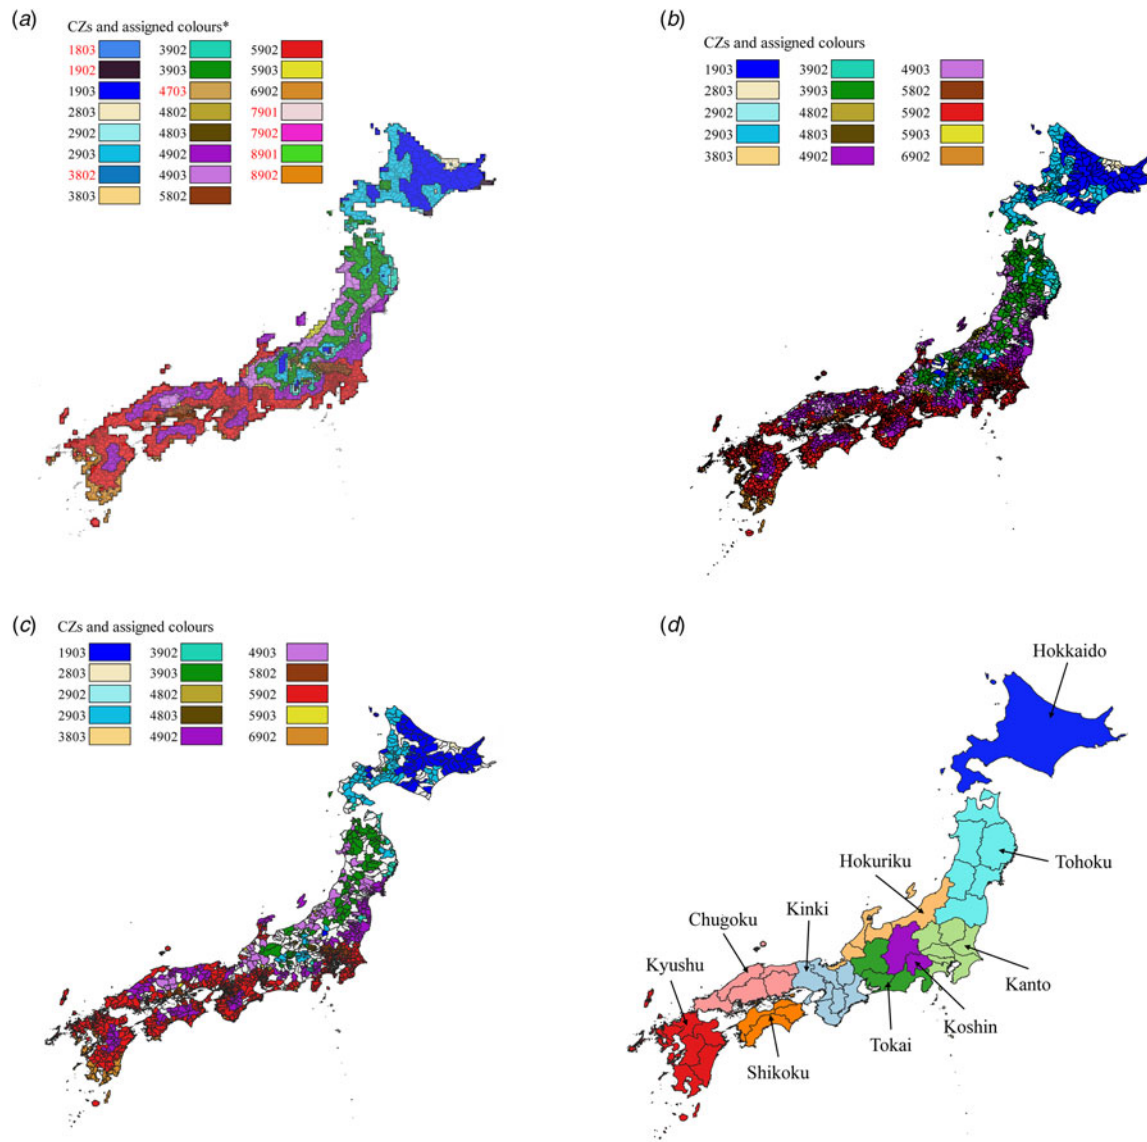 (a)
CZs and assigned colours*
1803 3902 5902
1902 3903 5903
1903 4703 6902
2803 4802 7901
2902 4803 7902
2903 4902 8901
3802 4903 8902
3803 5802
(b)
CZs and assigned colours
1903 3902 4903
2803 3903 5802
2902 4802 5902
2903 4803 5903
3803 4902 6902
(c)
CZs and assigned colours
1903 3902 4903
2803 3903 5802
2902 4802 5902
2903 4803 5903
3803 4902 6902
(d)
Hokkaido
Tohoku
Hokuriku
Kinki
Chugoku
Kyushu
Kanto
Koshin
Tokai
Shikoku